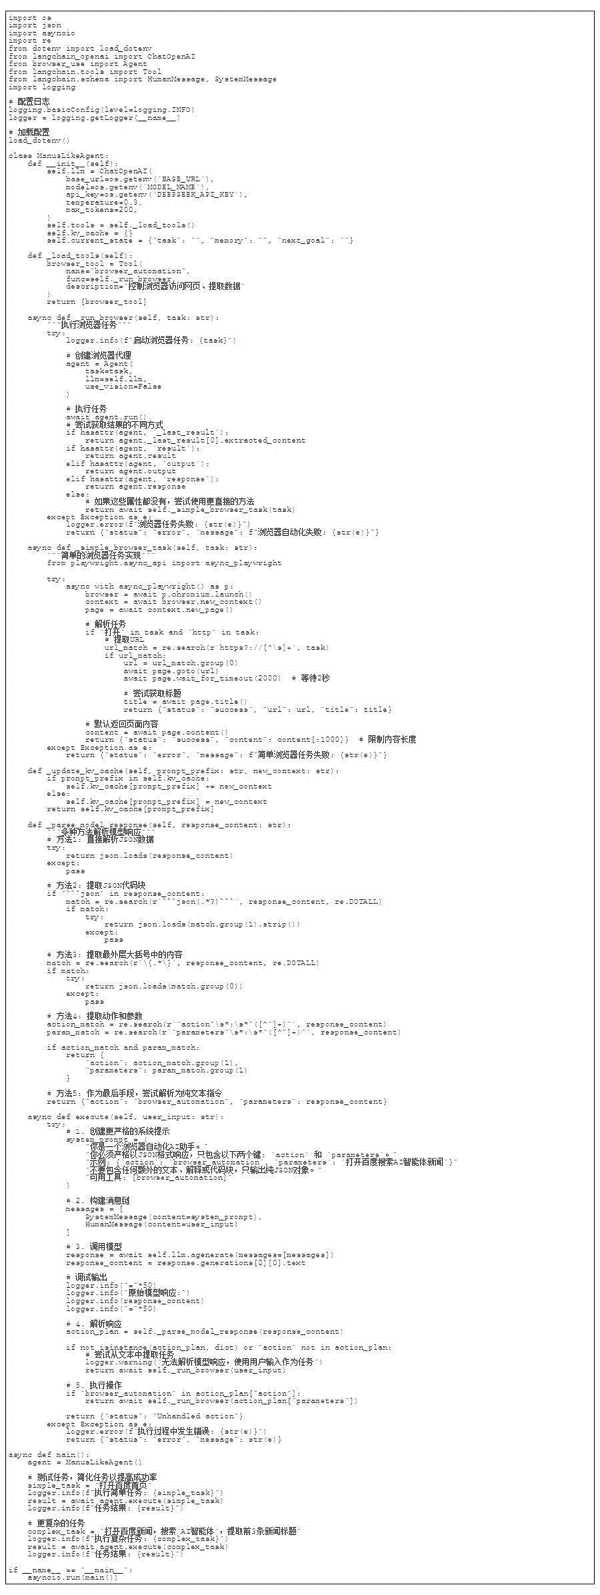 import os
import json
import asyncio
import re
from dotenv import load_dotenv
from langchain_openai import ChatOpenAI
from browser_use import Agent
from langchain.tools import Tool
from langchain.schema import HumanMessage, SystemMessage
import logging
# 配置日志
logging.basicConfig(level=logging.INFO)
logger = logging.getLogger(__name__)
# 加载配置
load_dotenv()
class ManusLikeAgent:
    def __init__(self):
        self.llm = ChatOpenAI(
            base_url=os.getenv("BASE_URL"),
            model=os.getenv("MODEL_NAME"),
            api_key=os.getenv("DEEPSEEK_API_KEY"),
            temperature=0.3,
            max_tokens=200,
        )
        self.tools = self._load_tools()
        self.kv_cache = {}
        self.current_state = {"task": "", "memory": "", "next_goal": ""}
    def _load_tools(self):
        browser_tool = Tool(
            name="browser_automation",
            func=self._run_browser,
            description="控制浏览器访问网页、提取数据"
        )
        return [browser_tool]
    async def _run_browser(self, task: str):
        """执行浏览器任务"""
        try:
            logger.info(f"启动浏览器任务: {task}")
            # 创建浏览器代理
            agent = Agent(
                task=task,
                llm=self.llm,
                use_vision=False
            )
            # 执行任务
            await agent.run()
            # 尝试获取结果的不同方式
            if hasattr(agent, "_last_result"):
                return agent._last_result[0].extracted_content
            if hasattr(agent, "result"):
                return agent.result
            elif hasattr(agent, "output"):
                return agent.output
            elif hasattr(agent, "response"):
                return agent.response
            else:
                # 如果这些属性都没有，尝试使用更直接的方法
                return await self._simple_browser_task(task)
        except Exception as e:
            logger.error(f"浏览器任务失败: {str(e)}")
            return {"status": "error", "message": f"浏览器自动化失败: {str(e)}"}
    async def _simple_browser_task(self, task: str):
        """简单的浏览器任务实现"""
        from playwright.async_api import async_playwright
        try:
            async with async_playwright() as p:
                browser = await p.chromium.launch()
                context = await browser.new_context()
                page = await context.new_page()
                # 解析任务
                if "打开" in task and "http" in task:
                    # 提取URL
                    url_match = re.search(r'https?://[^\s]+', task)
                    if url_match:
                        url = url_match.group(0)
                        await page.goto(url)
                        await page.wait_for_timeout(2000)  # 等待2秒
                        # 尝试获取标题
                        title = await page.title()
                        return {"status": "success", "url": url, "title": title}
                # 默认返回页面内容
                content = await page.content()
                return {"status": "success", "content": content[:1000]}  # 限制内容长度
        except Exception as e:
            return {"status": "error", "message": f"简单浏览器任务失败: {str(e)}"}
    def _update_kv_cache(self, prompt_prefix: str, new_context: str):
        if prompt_prefix in self.kv_cache:
            self.kv_cache[prompt_prefix] += new_context
        else:
            self.kv_cache[prompt_prefix] = new_context
        return self.kv_cache[prompt_prefix]
    def _parse_model_response(self, response_content: str):
        """多种方法解析模型响应"""
        # 方法1: 直接解析JSON数据
        try:
            return json.loads(response_content)
        except:
            pass
        # 方法2: 提取JSON代码块
        if "```json" in response_content:
            match = re.search(r'```json(.*?)```', response_content, re.DOTALL)
            if match:
                try:
                    return json.loads(match.group(1).strip())
                except:
                    pass
        # 方法3: 提取最外层大括号中的内容
        match = re.search(r'\{.*\}', response_content, re.DOTALL)
        if match:
            try:
                return json.loads(match.group(0))
            except:
                pass
        # 方法4: 提取动作和参数
        action_match = re.search(r'"action"\s*:\s*"([^"]+)"', response_content)
        param_match = re.search(r'"parameters"\s*:\s*"([^"]+)"', response_content)
        if action_match and param_match:
            return {
                "action": action_match.group(1),
                "parameters": param_match.group(1)
            }
        # 方法5: 作为最后手段，尝试解析为纯文本指令
        return {"action": "browser_automation", "parameters": response_content}
    async def execute(self, user_input: str):
        try:
            # 1. 创建更严格的系统提示
            system_prompt = (
                "你是一个浏览器自动化AI助手。"
                "你必须严格以JSON格式响应，只包含以下两个键: 'action' 和 'parameters'。"
                "示例: {'action': 'browser_automation', 'parameters': '打开百度搜索AI智能体新闻'}"
                "不要包含任何额外的文本、解释或代码块，只输出纯JSON对象。"
                "可用工具: [browser_automation]"
            )
            # 2. 构建消息链
            messages = [
                SystemMessage(content=system_prompt),
                HumanMessage(content=user_input)
            ]
            # 3. 调用模型
            response = await self.llm.agenerate(messages=[messages])
            response_content = response.generations[0][0].text
            # 调试输出
            logger.info("="*50)
            logger.info("原始模型响应:")
            logger.info(response_content)
            logger.info("="*50)
            # 4. 解析响应
            action_plan = self._parse_model_response(response_content)
            if not isinstance(action_plan, dict) or "action" not in action_plan:
                # 尝试从文本中提取任务
                logger.warning("无法解析模型响应，使用用户输入作为任务")
                return await self._run_browser(user_input)
            # 5. 执行操作
            if "browser_automation" in action_plan["action"]:
                return await self._run_browser(action_plan["parameters"])
            return {"status": "Unhandled action"}
        except Exception as e:
            logger.error(f"执行过程中发生错误: {str(e)}")
            return {"status": "error", "message": str(e)}
async def main():
    agent = ManusLikeAgent()
    # 测试任务，简化任务以提高成功率
    simple_task = "打开百度首页"
    logger.info(f"执行简单任务: {simple_task}")
    result = await agent.execute(simple_task)
    logger.info(f"任务结果: {result}")
    # 更复杂的任务
    complex_task = "打开百度新闻，搜索'AI智能体'，提取前3条新闻标题"
    logger.info(f"执行复杂任务: {complex_task}")
    result = await agent.execute(complex_task)
    logger.info(f"任务结果: {result}")
if __name__ == "__main__":
    asyncio.run(main())